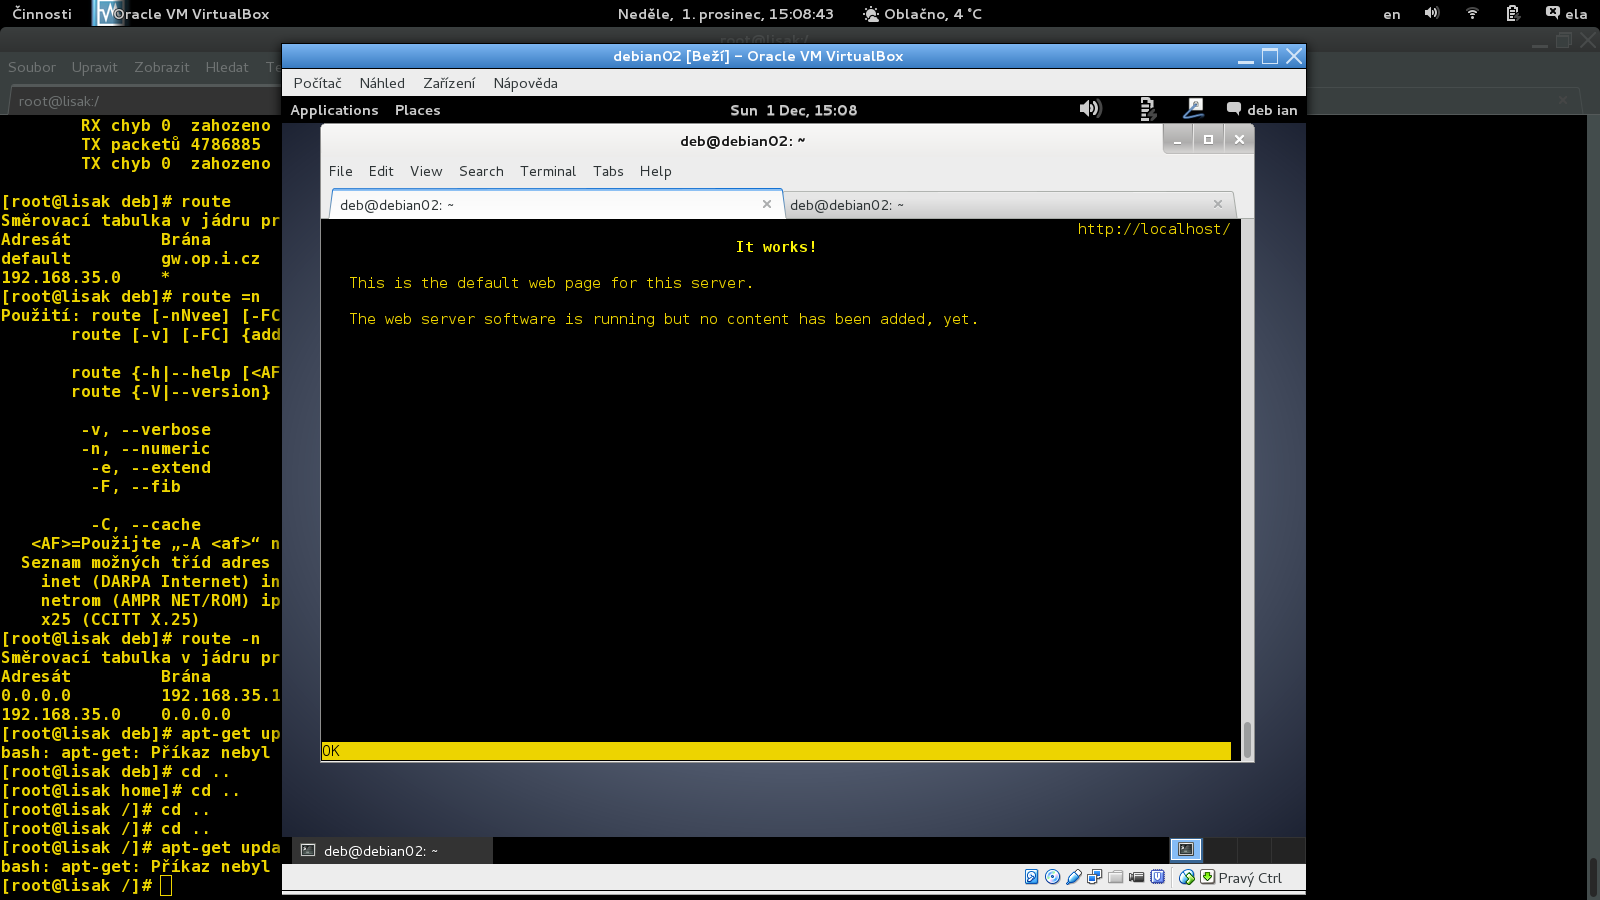 Činnosti
Oracle VM VirtualBox
Neděle,  1. prosinec, 15:08:43
Oblačno, 4 °C
en
ela
root@lisak:/
Soubor Upravit Zobrazit Hledat Te
root@lisak:/
RX chyb 0  zahozeno
TX packetů 4786885
TX chyb 0  zahozeno
[root@lisak deb]# route
Směrovací tabulka v jádru pr
Adresát         Brána
default         gw.op.i.cz
192.168.35.0    *
[root@lisak deb]# route =n
Použití: route [-nNvee] [-FC
route [-v] [-FC] {add
route {-h|--help [<AF
route {-V|--version}
-v, --verbose
-n, --numeric
-e, --extend
-F, --fib
-C, --cache
<AF>=Použijte „-A <af>“ n
Seznam možných tříd adres
inet (DARPA Internet) in
netrom (AMPR NET/ROM) ip
x25 (CCITT X.25)
[root@lisak deb]# route -n
Směrovací tabulka v jádru pr
Adresát         Brána
0.0.0.0         192.168.35.1
192.168.35.0    0.0.0.0
[root@lisak deb]# apt-get up
bash: apt-get: Příkaz nebyl
[root@lisak deb]# cd ..
[root@lisak home]# cd ..
[root@lisak /]# cd ..
[root@lisak /]# cd ..
[root@lisak /]# apt-get upda
bash: apt-get: Příkaz nebyl
[root@lisak /]#
debian02 [Beží] – Oracle VM VirtualBox
Počítač Náhled Zařízení Nápověda
Applications Places
Sun  1 Dec, 15:08
deb ian
deb@debian02: ~
File Edit View Search Terminal Tabs Help
deb@debian02: ~
deb@debian02: ~
http://localhost/
It works!
This is the default web page for this server.
The web server software is running but no content has been added, yet.
OK
deb@debian02: ~
Pravý Ctrl